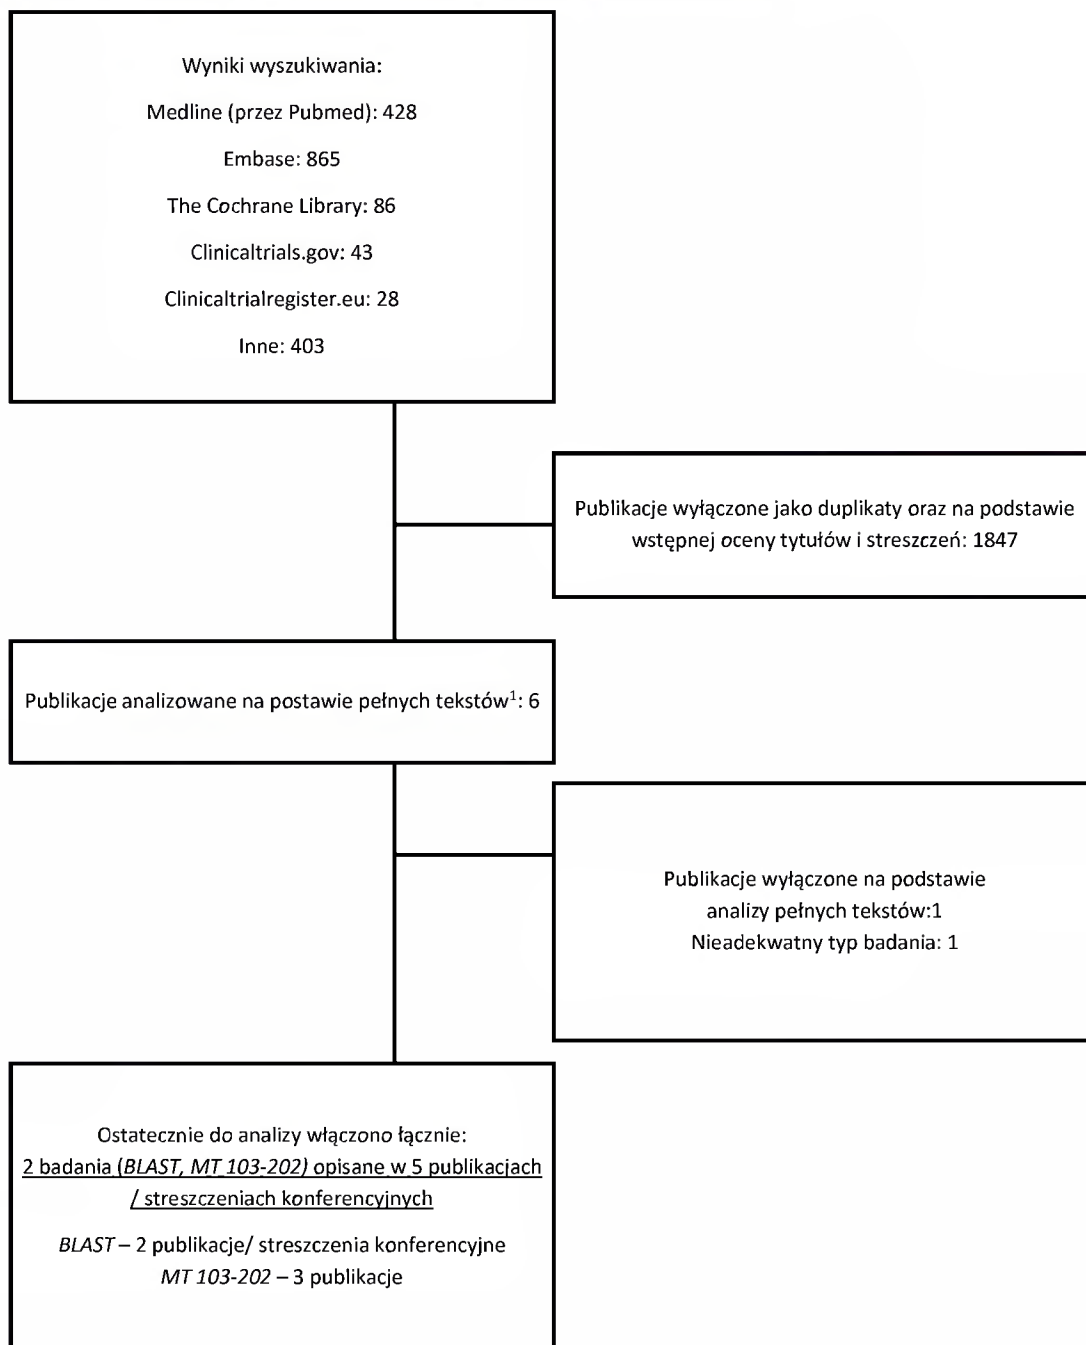 Wyniki wyszukiwania:
Medline (przez Pubmed): 428
Embase: 865
The Cochrane Library: 86
Clinicaltrials.gov: 43
Clinicaltrialregister.eu: 28
Inne: 403
Publikacje wyłączone jako duplikaty oraz na podstawie
wstępnej oceny tytułów i streszczeń: 1847
Publikacje analizowane na postawie pełnych tekstów¹: 6
Publikacje wyłączone na podstawie
analizy pełnych tekstów:1
Nieadekwatny typ badania: 1
Ostatecznie do analizy włączono łącznie:
2 badania (BLAST, MT 103-202) opisane w 5 publikacjach
/ streszczeniach konferencyjnych
BLAST – 2 publikacje/ streszczenia konferencyjne
MT 103-202 – 3 publikacje